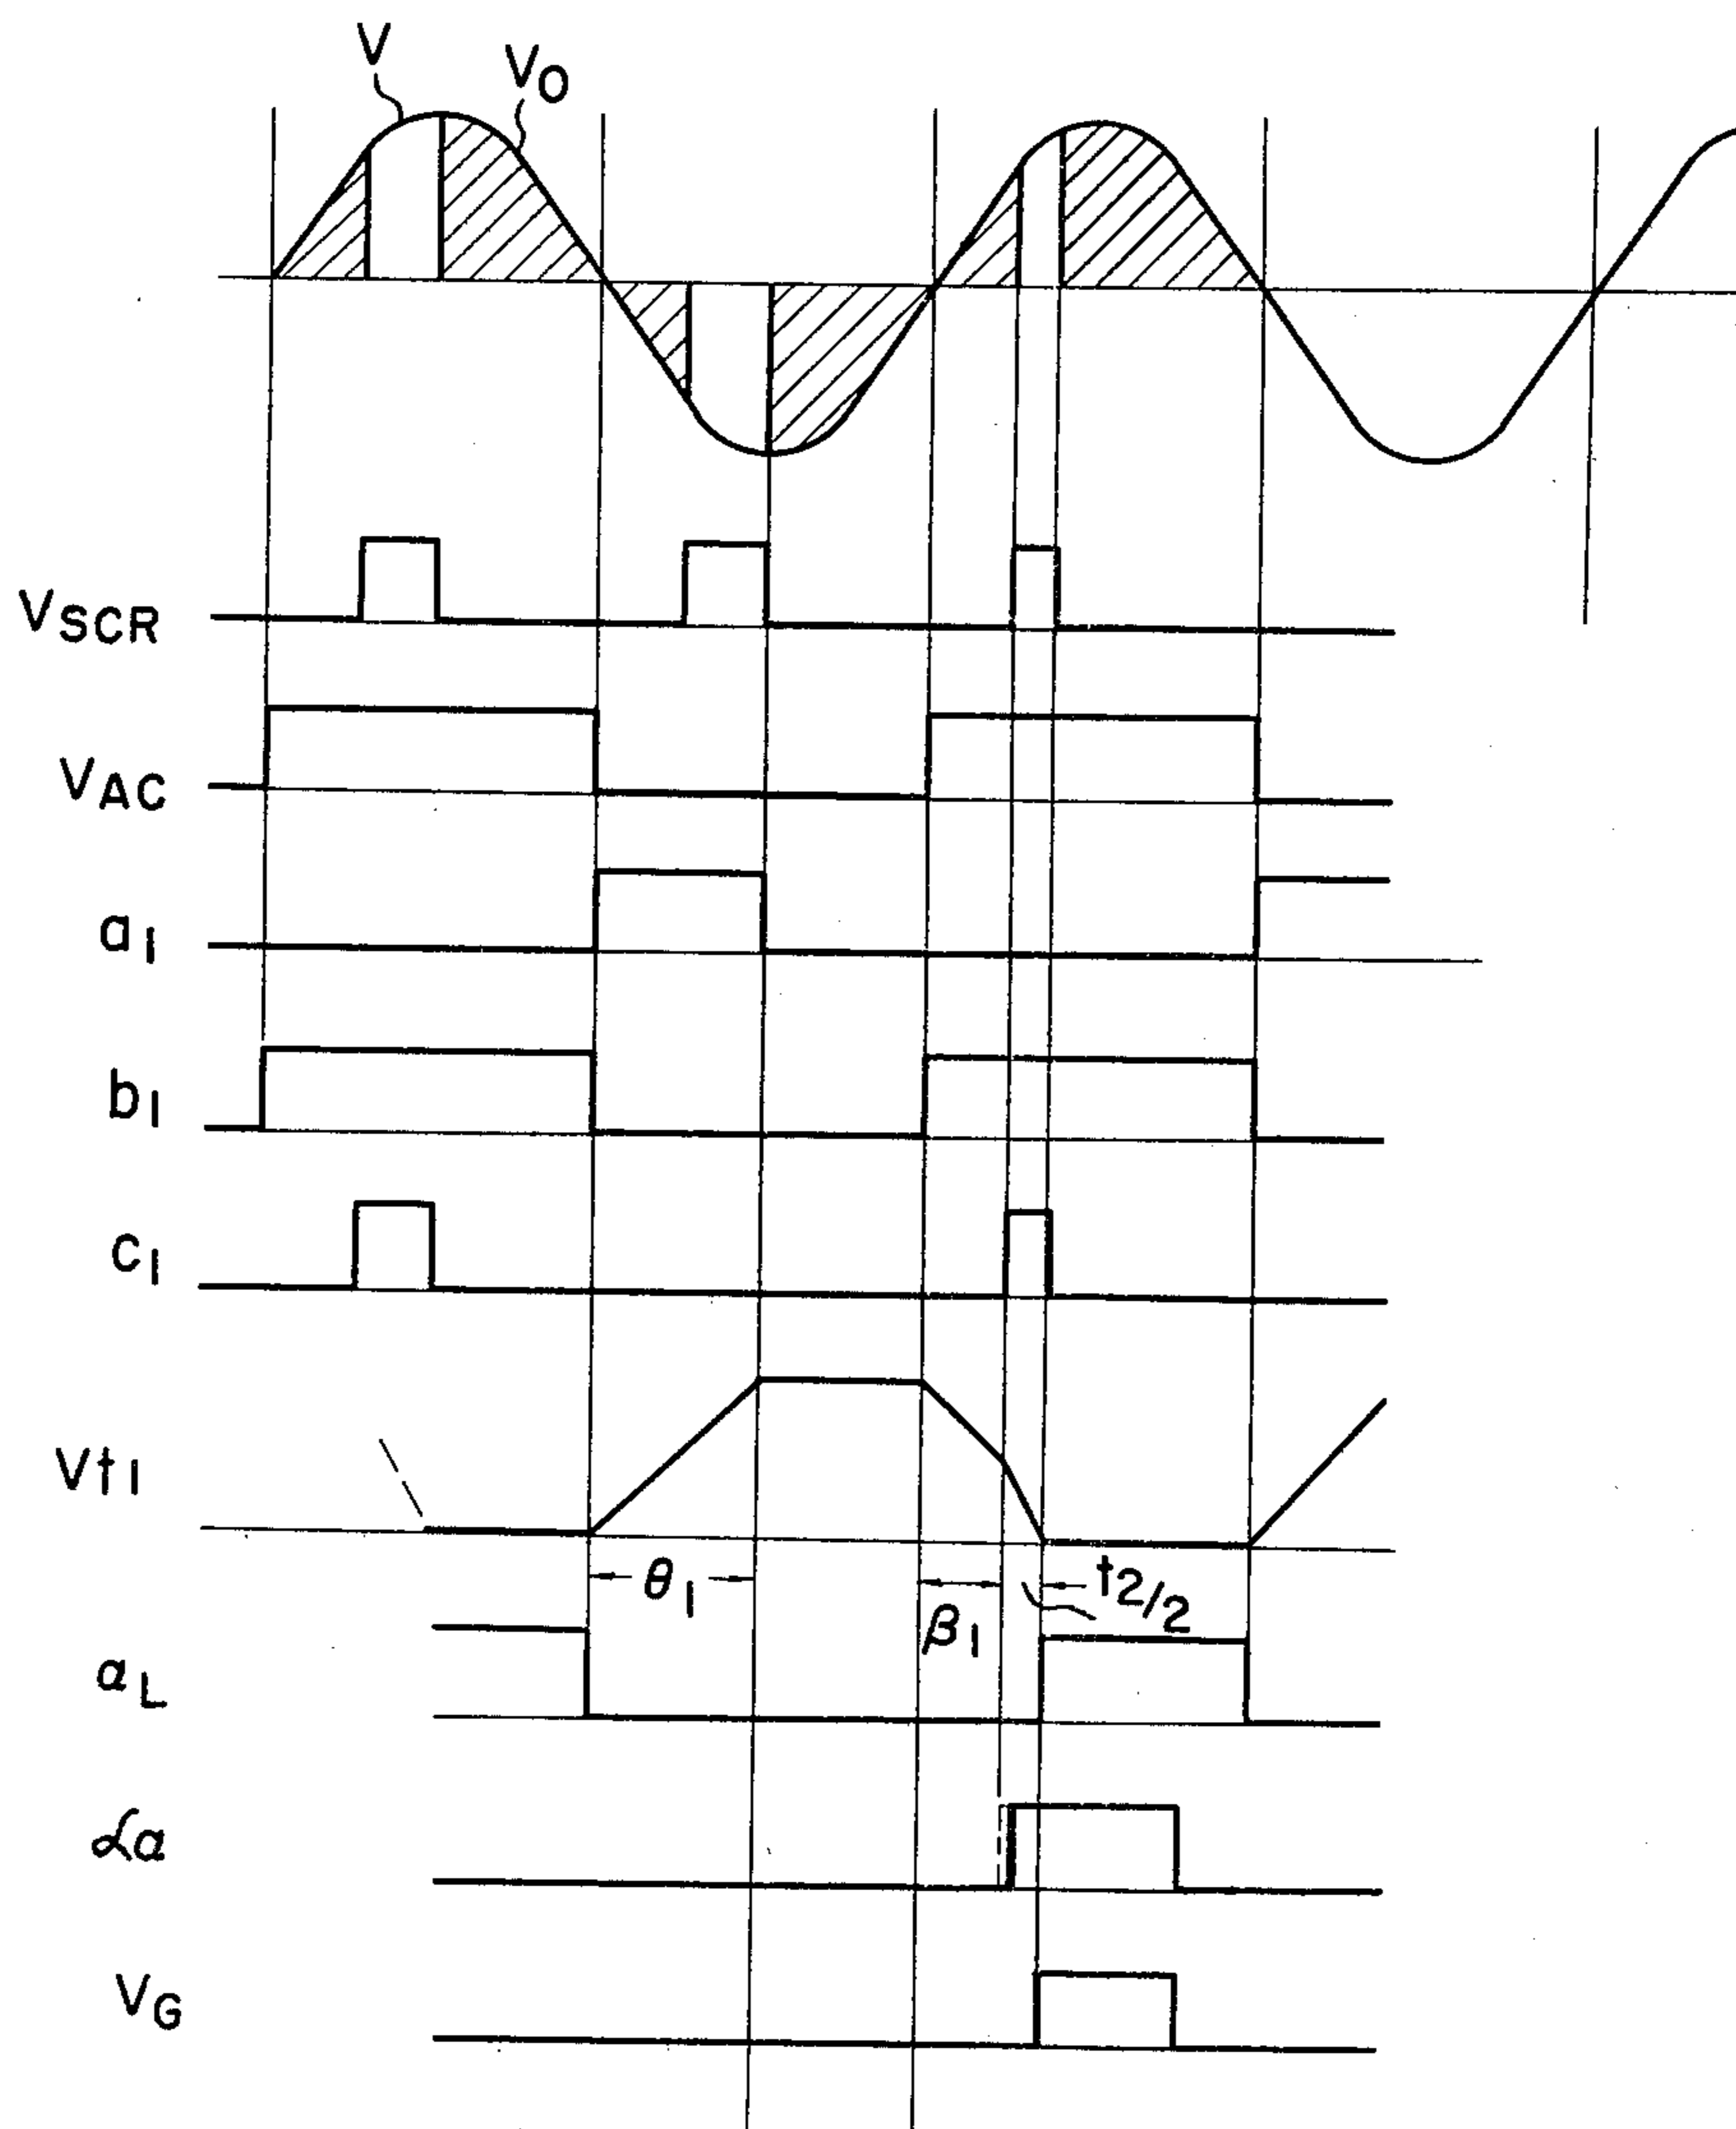 V
VO
VSCR
VAC
a1
b1
c1
Vt1
θ1
β1
t2/2
aL
αa
VG